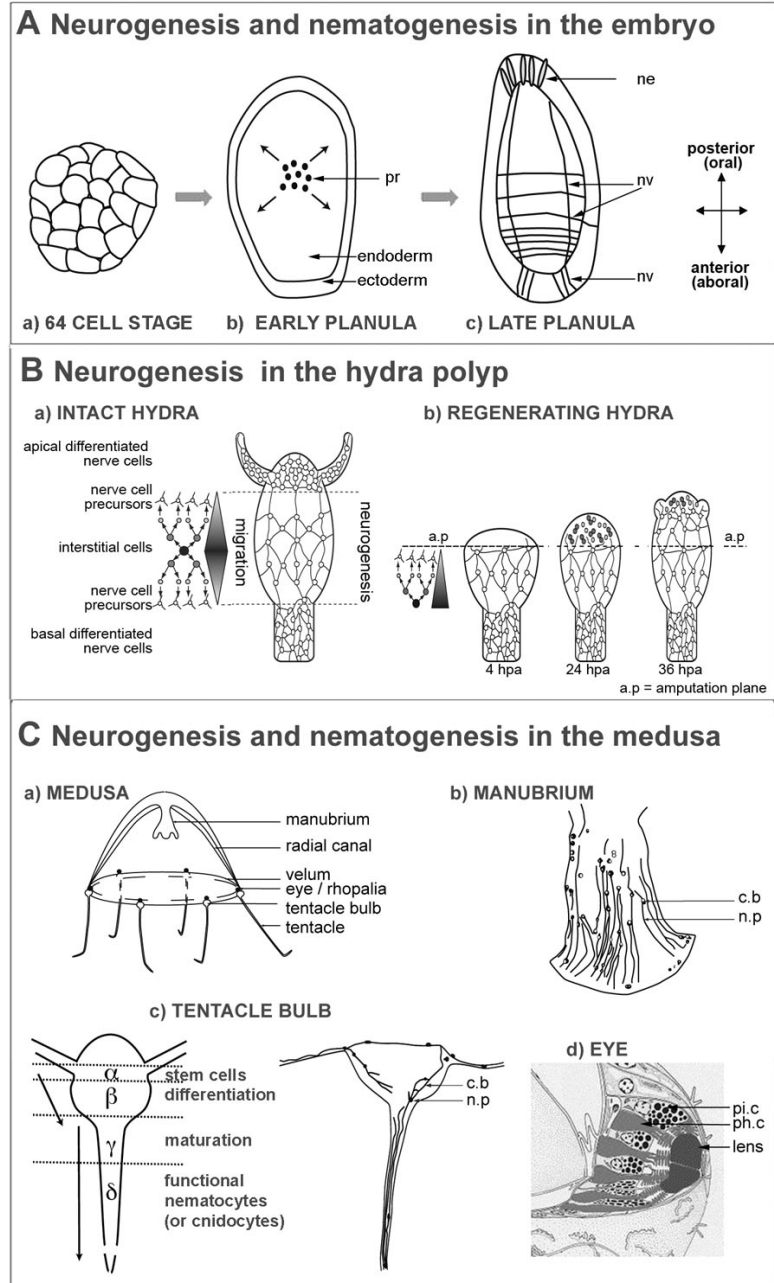 A Neurogenesis and nematogenesis in the embryo
ne
pr
nv
endoderm
ectoderm
nv
posterior
(oral)
anterior
(aboral)
a) 64 CELL STAGE
b) EARLY PLANULA
c) LATE PLANULA
B Neurogenesis in the hydra polyp
a) INTACT HYDRA
b) REGENERATING HYDRA
apical differentiated
nerve cells
nerve cell
precursors
interstitial cells
nerve cell
precursors
basal differentiated
nerve cells
migration
neurogenesis
a.p
a.p
4 hpa
24 hpa
36 hpa
a.p = amputation plane
C Neurogenesis and nematogenesis in the medusa
a) MEDUSA
manubrium
radial canal
velum
eye / rhopalia
tentacle bulb
tentacle
b) MANUBRIUM
c.b
n.p
c) TENTACLE BULB
α
β
γ
δ
stem cells
differentiation
maturation
functional
nematocytes
(or cnidocytes)
c.b
n.p
d) EYE
pi.c
ph.c
lens